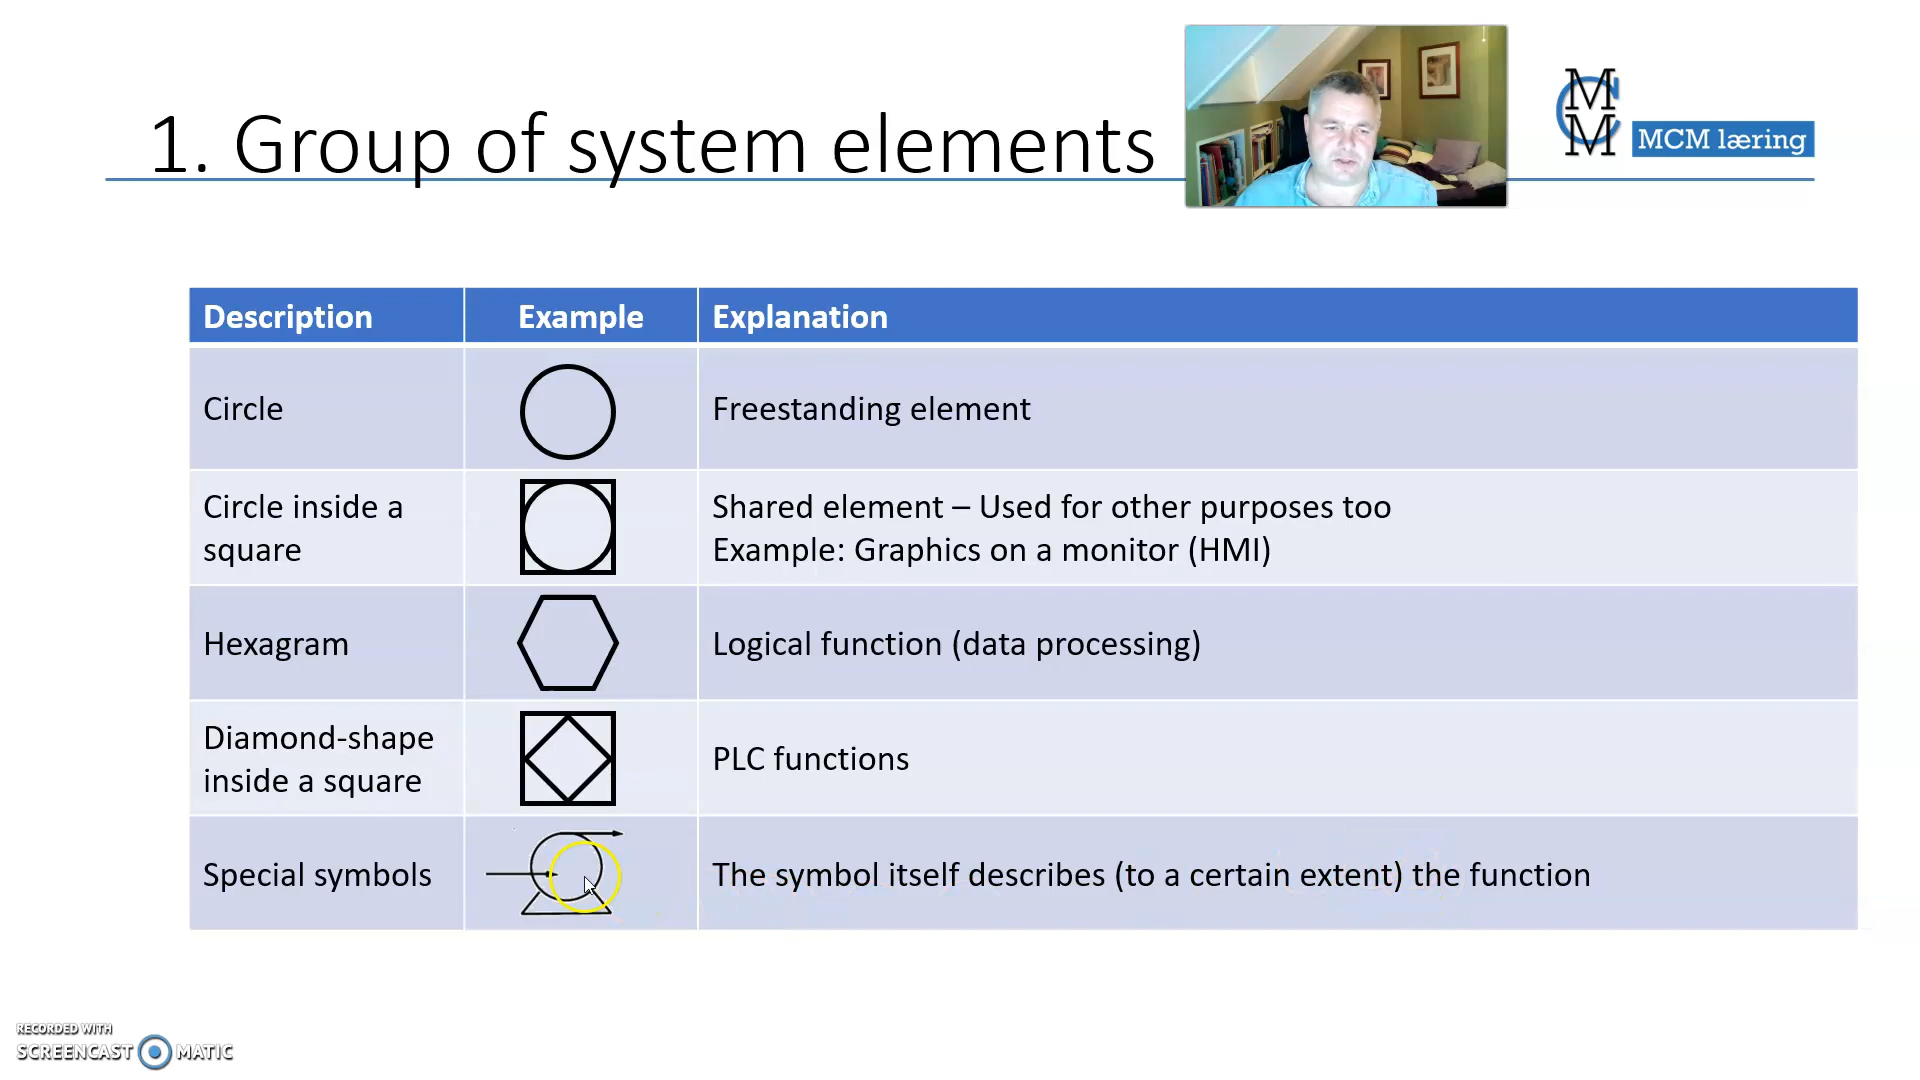 1. Group of system elements
M
C
M
MCM læring
Description Example Explanation
Circle Freestanding element
Circle inside a
square
Shared element – Used for other purposes too
Example: Graphics on a monitor (HMI)
Hexagram Logical function (data processing)
Diamond-shape
inside a square
PLC functions
Special symbols The symbol itself describes (to a certain extent) the function
RECORDED WITH
SCREENCAST MATIC